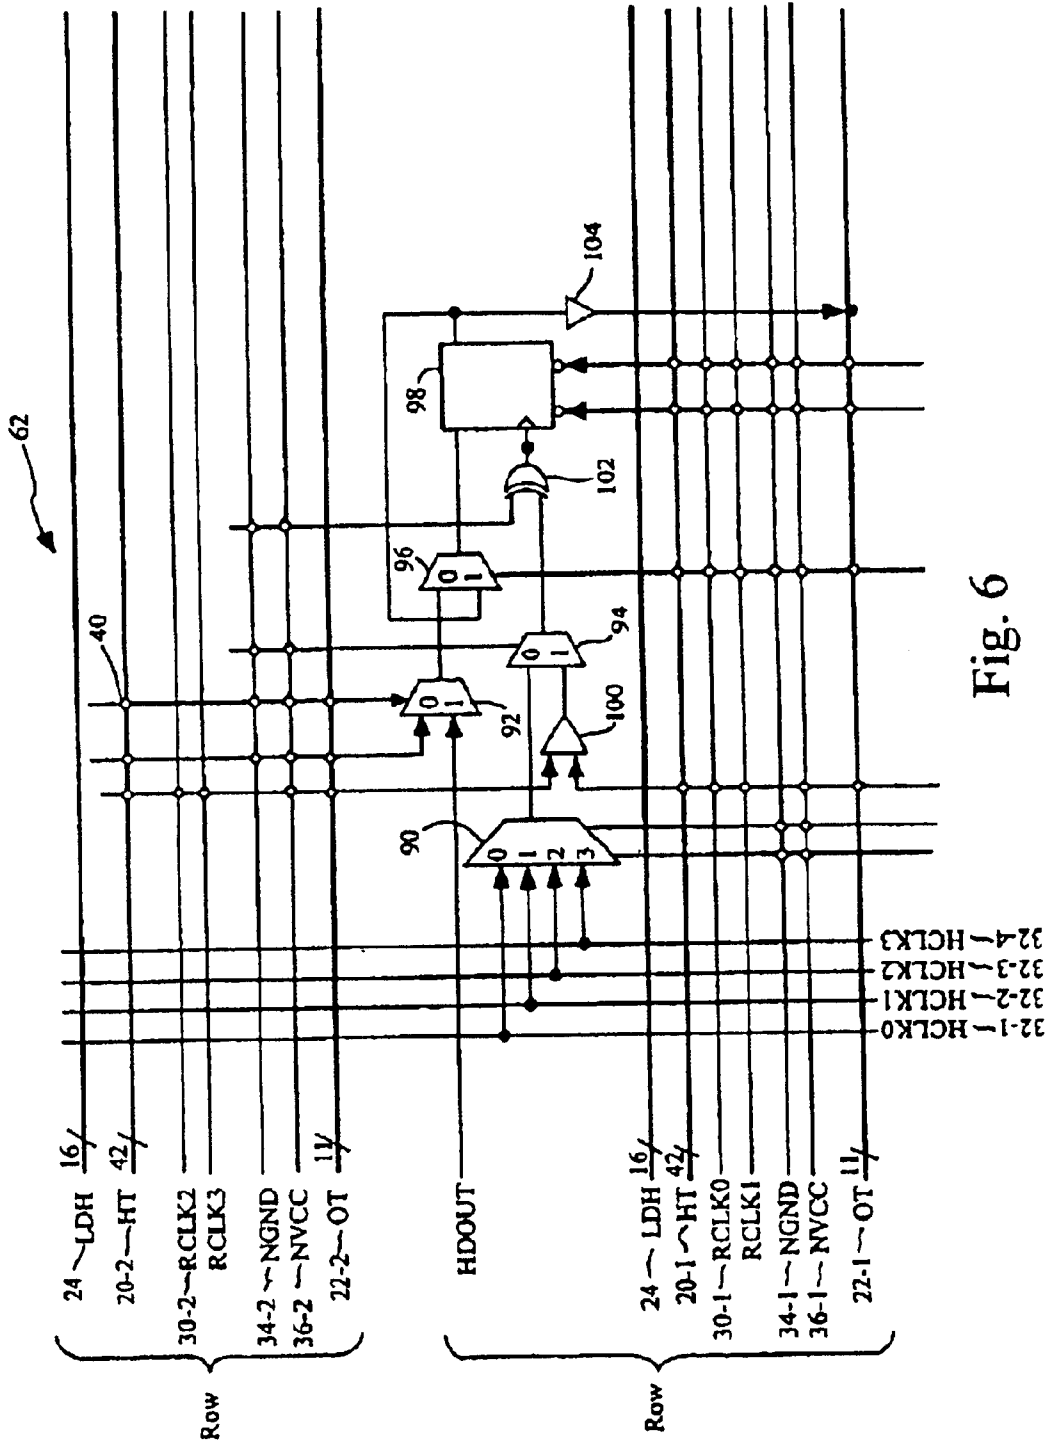 62
Row
24 ~ LDH 16
20-2 — HT 42
30-2 ~ RCLK2
RCLK3
34-2 ~ NGND
36-2 ~ NVCC
22-2 — OT 11
HDOUT
Row
24 ~ LDH 16
20-1 ~ HT 42
30-1 — RCLK0
RCLK1
34-1 — NGND
36-1 ~ NVCC
22-1 — OT 11
32-1 ~ HCLK0
32-2 ~ HCLK1
32-3 ~ HCLK2
32-4 ~ HCLK3
40
90
0
1
2
3
92
0
1
100
94
0
1
96
0
1
102
98
104
Fig. 6